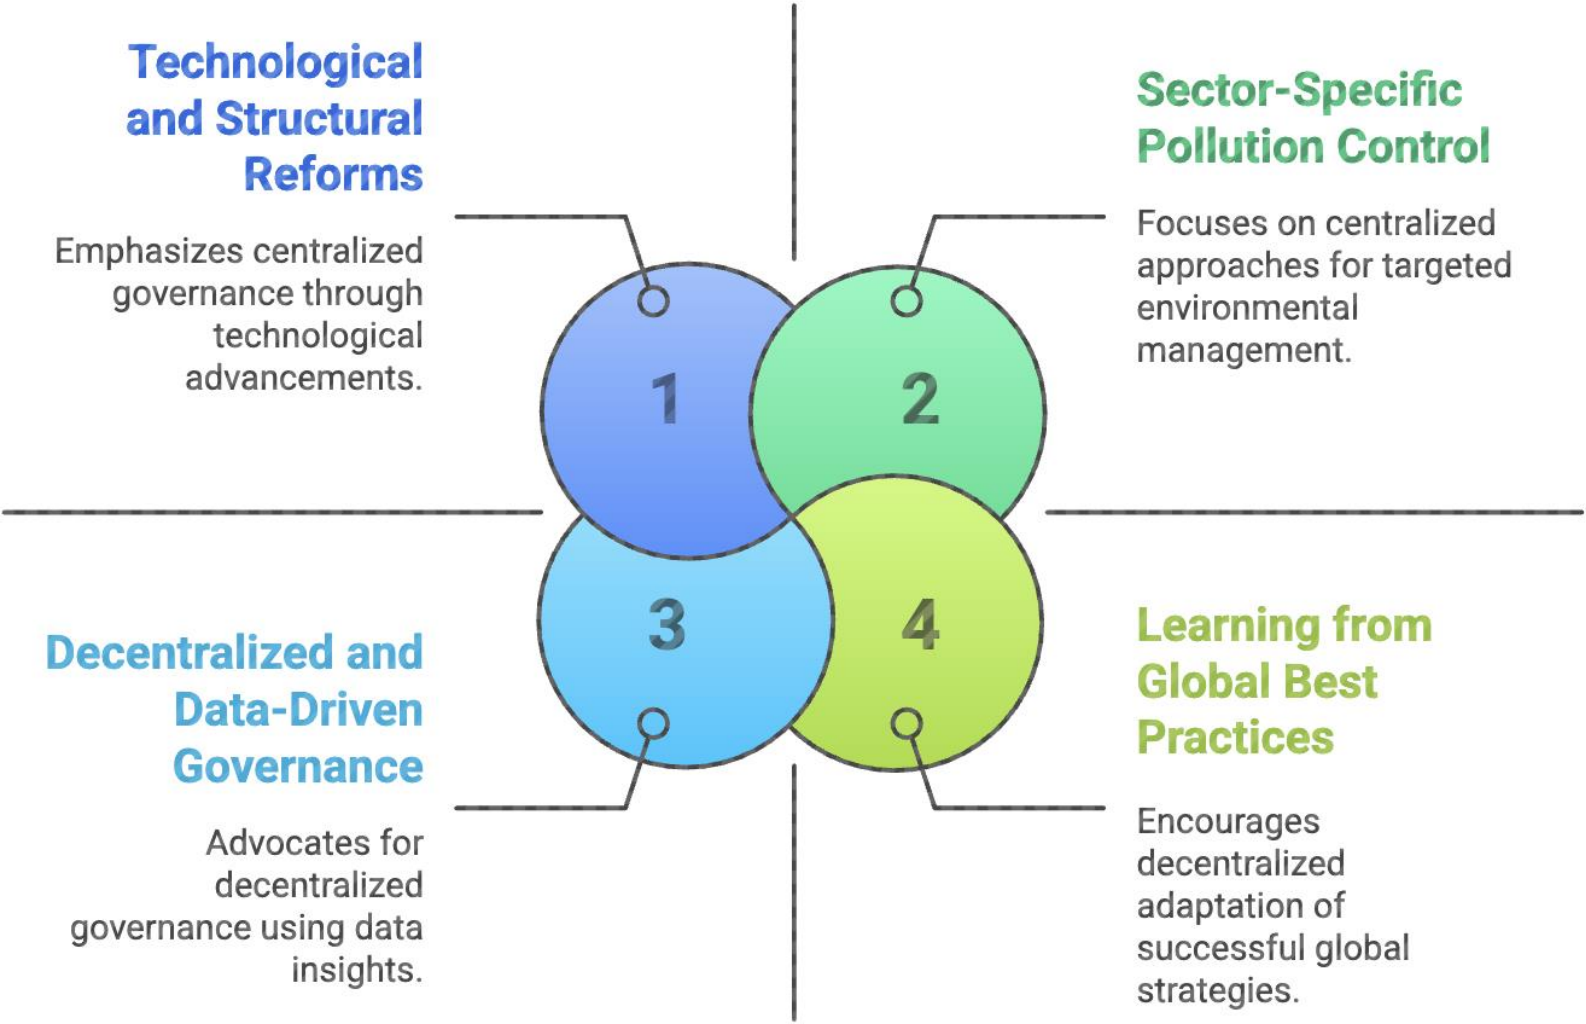 Technological
and Structural
Reforms
Emphasizes centralized
governance through
technological
advancements.
Sector-Specific
Pollution Control
Focuses on centralized
approaches for targeted
environmental
management.
1
2
3
4
Decentralized and
Data-Driven
Governance
Advocates for
decentralized
governance using data
insights.
Learning from
Global Best
Practices
Encourages
decentralized
adaptation of
successful global
strategies.